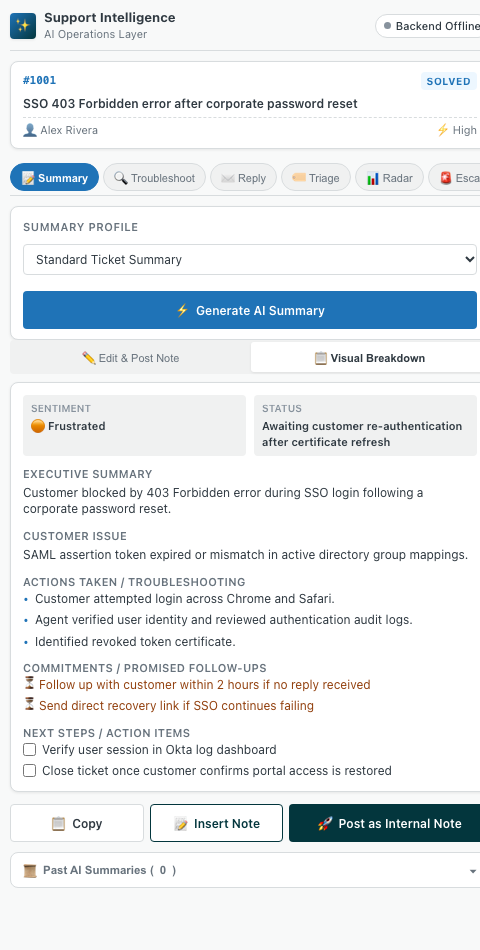 Support Intelligence
AI Operations Layer
Backend Offline
#1001
SOLVED
SSO 403 Forbidden error after corporate password reset
Alex Rivera
High
Summary
Troubleshoot
Reply
Triage
Radar
Esca
SUMMARY PROFILE
Standard Ticket Summary
Generate AI Summary
Edit & Post Note
Visual Breakdown
SENTIMENT
Frustrated
STATUS
Awaiting customer re-authentication
after certificate refresh
EXECUTIVE SUMMARY
Customer blocked by 403 Forbidden error during SSO login following a
corporate password reset.
CUSTOMER ISSUE
SAML assertion token expired or mismatch in active directory group mappings.
ACTIONS TAKEN / TROUBLESHOOTING
• Customer attempted login across Chrome and Safari.
• Agent verified user identity and reviewed authentication audit logs.
• Identified revoked token certificate.
COMMITMENTS / PROMISED FOLLOW-UPS
Follow up with customer within 2 hours if no reply received
Send direct recovery link if SSO continues failing
NEXT STEPS / ACTION ITEMS
Verify user session in Okta log dashboard
Close ticket once customer confirms portal access is restored
Copy
Insert Note
Post as Internal Note
Past AI Summaries ( 0 )